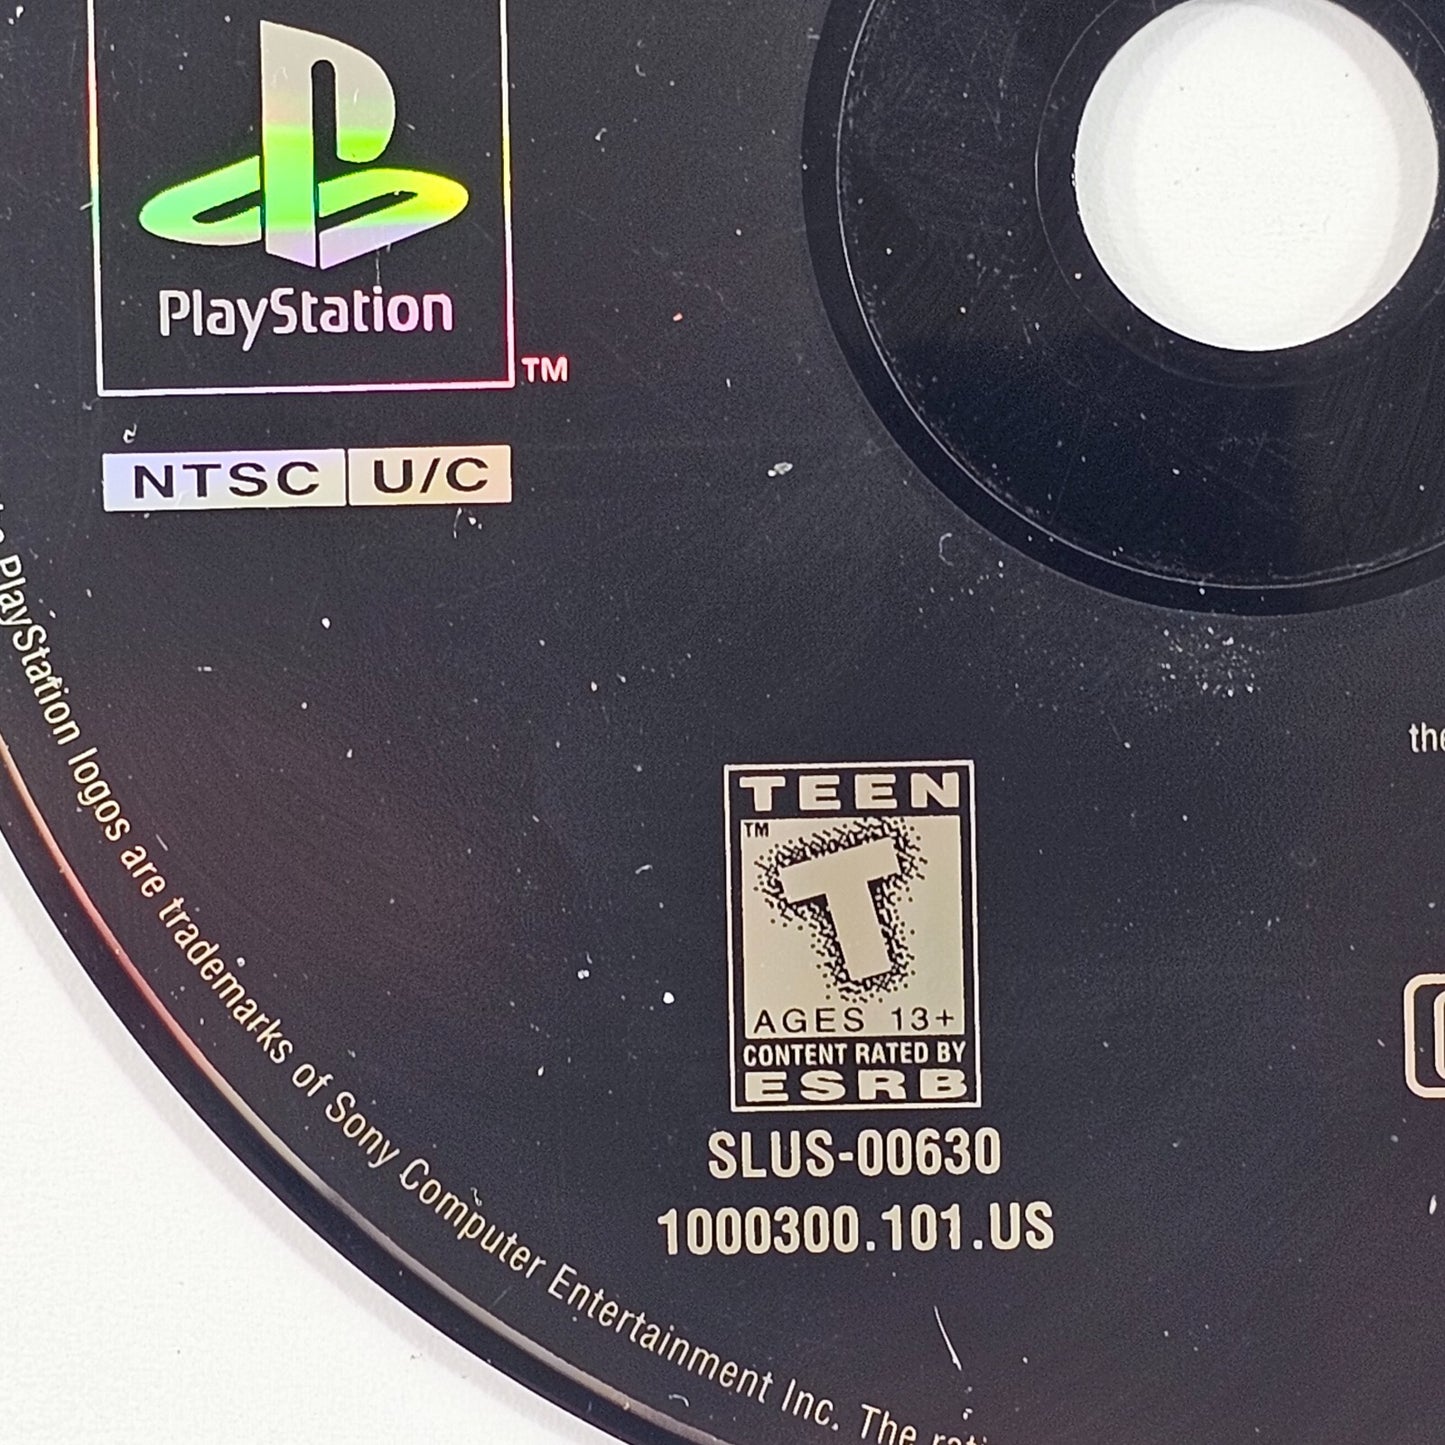 PlayStation
TM
NTSC U/C
PlayStation logos are trademarks of Sony Computer Entertainment Inc. The
the
TEEN
TM
T
AGES 13+
CONTENT RATED BY
ESRB
SLUS-00630
1000300.101.US